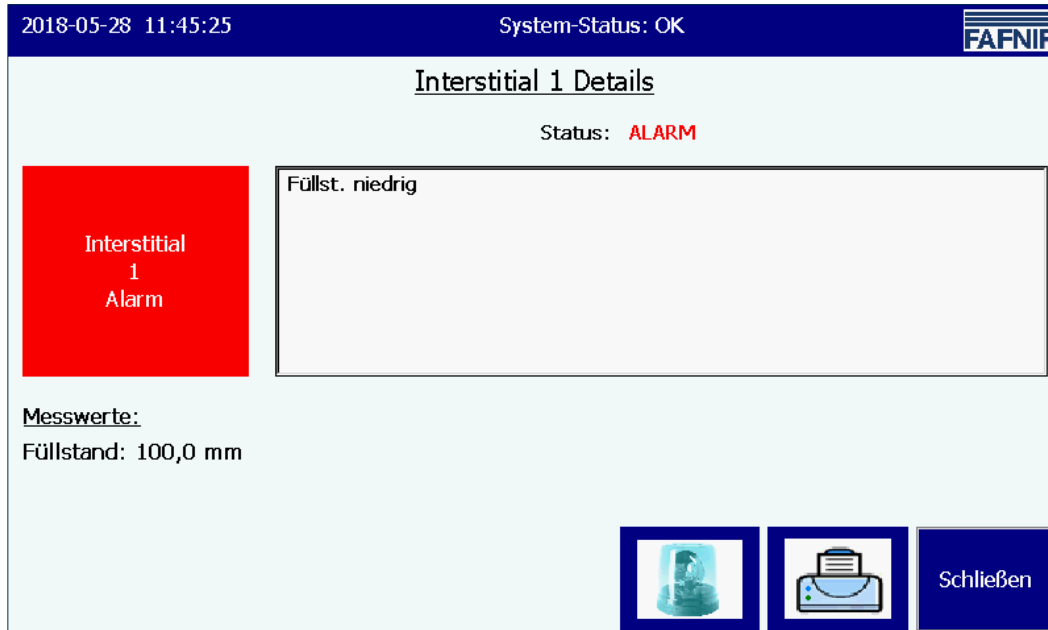 2018-05-28 11:45:25
System-Status: OK
FAFNIR
Interstitial 1 Details
Status: ALARM
Interstitial
1
Alarm
Füllst. niedrig
Messwerte:
Füllstand: 100,0 mm
Schließen